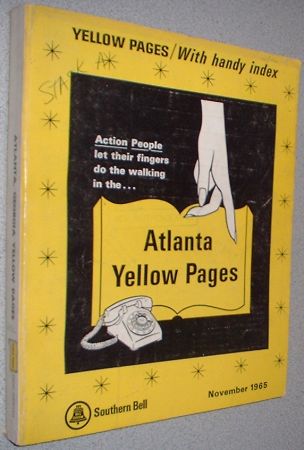 YELLOW PAGES/With handy index
Action People
let their fingers
do the walking
in the...
Atlanta
Yellow Pages
Southern Bell
November 1965
ATLANTA, GEORGIA, YELLOW PAGES